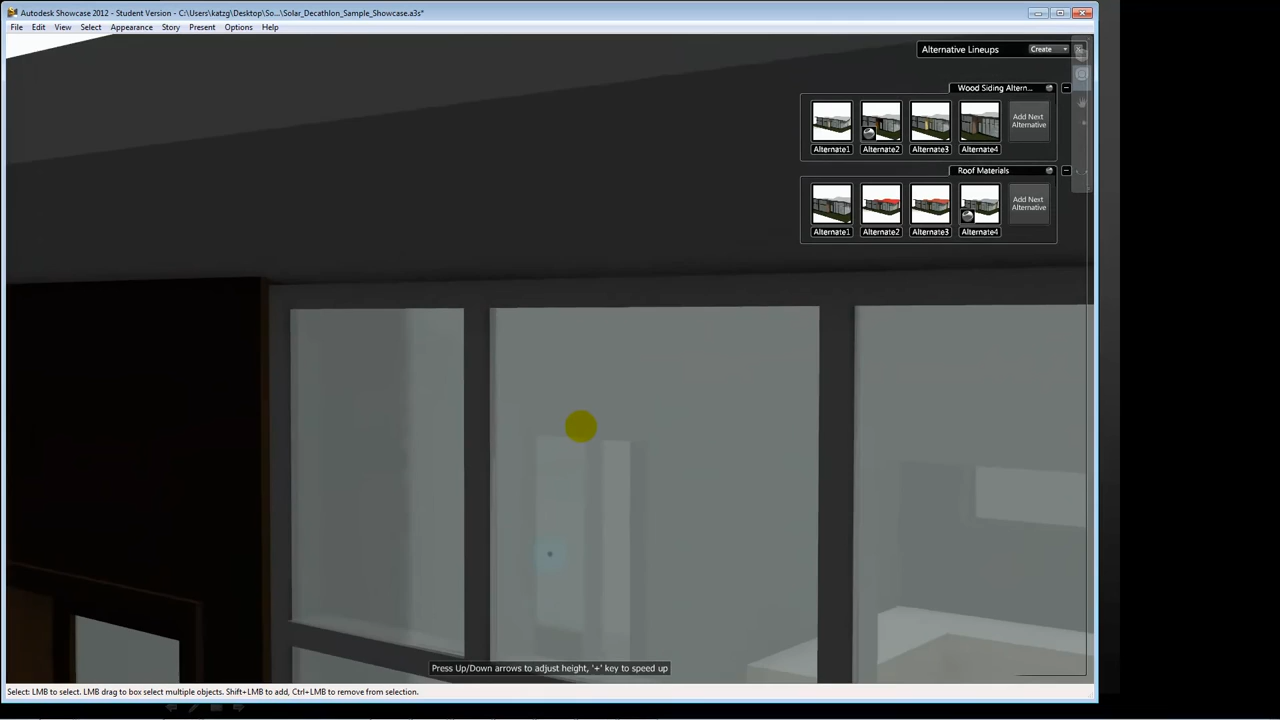 Autodesk Showcase 2012 - Student Version - C:\Users\katzg\Desktop\So...\Solar_Decathlon_Sample_Showcase.a3s*
File Edit View Select Appearance Story Present Options Help
Alternative Lineups Create
Wood Siding Altern...
Alternate1 Alternate2 Alternate3 Alternate4 Add Next Alternative
Roof Materials
Alternate1 Alternate2 Alternate3 Alternate4 Add Next Alternative
Press Up/Down arrows to adjust height, '+' key to speed up
Select: LMB to select. LMB drag to box select multiple objects. Shift+LMB to add, Ctrl+LMB to remove from selection.